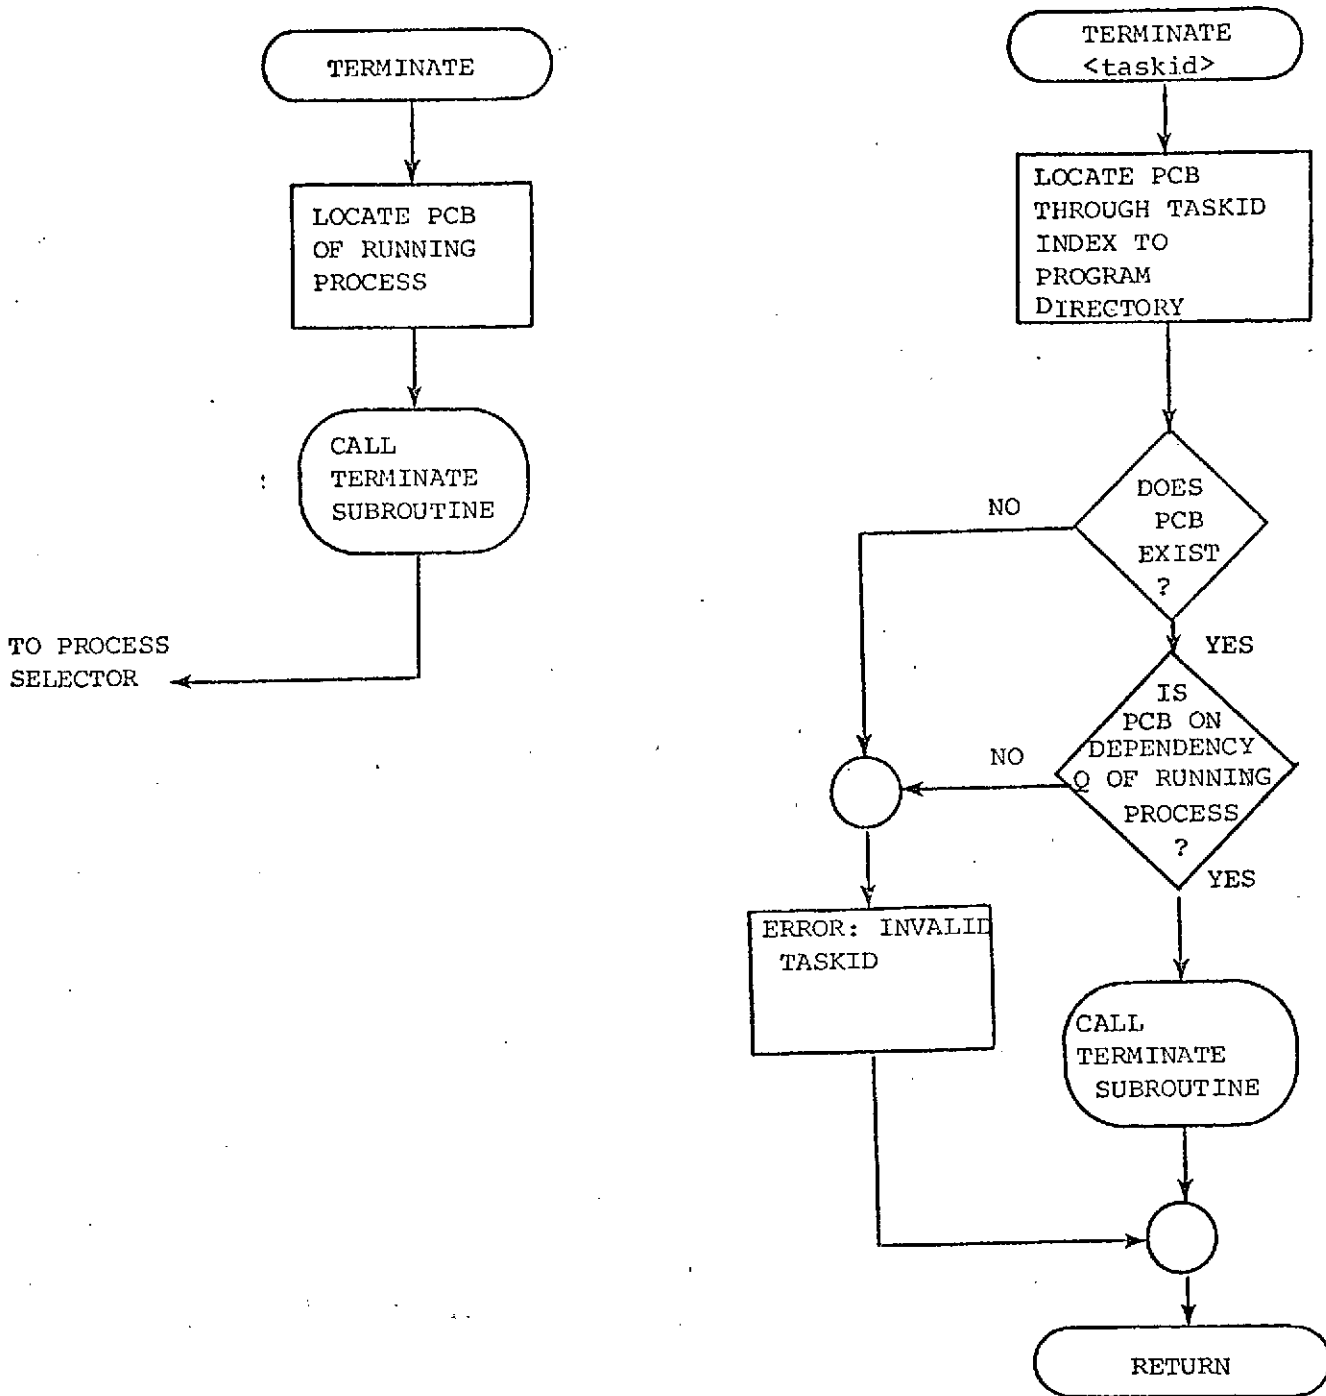 TERMINATE
LOCATE PCB
OF RUNNING
PROCESS
CALL
TERMINATE
SUBROUTINE
TO PROCESS
SELECTOR
TERMINATE
<taskid>
LOCATE PCB
THROUGH TASKID
INDEX TO
PROGRAM
DIRECTORY
DOES
PCB
EXIST
?
NO
YES
IS
PCB ON
DEPENDENCY
Q OF RUNNING
PROCESS
?
NO
YES
ERROR: INVALID
TASKID
CALL
TERMINATE
SUBROUTINE
RETURN